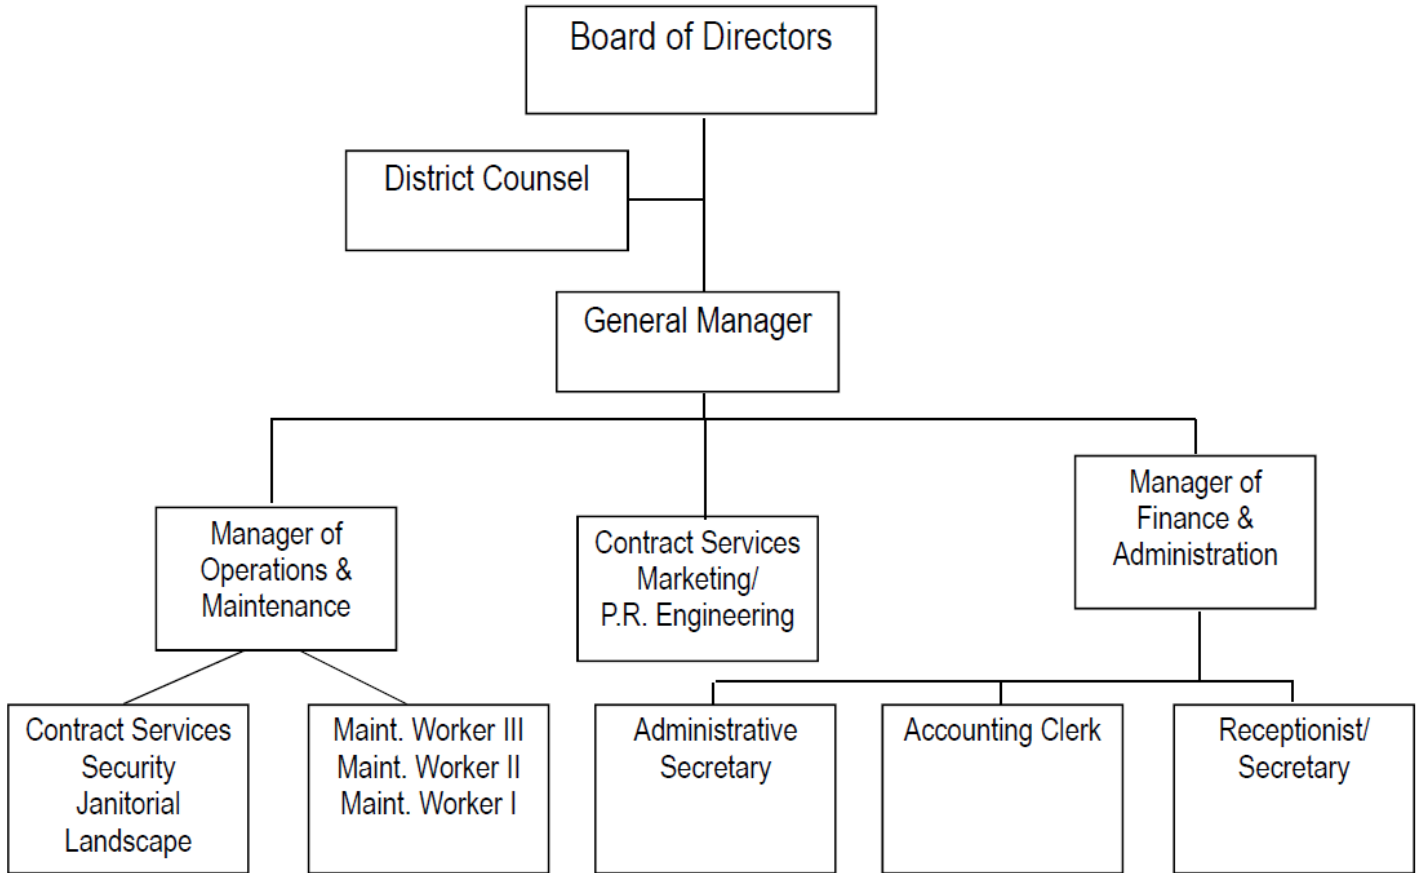 Board of Directors
District Counsel
General Manager
Manager of
Operations &
Maintenance
Contract Services
Marketing/
P.R. Engineering
Manager of
Finance &
Administration
Contract Services
Security
Janitorial
Landscape
Maint. Worker III
Maint. Worker II
Maint. Worker I
Administrative
Secretary
Accounting Clerk
Receptionist/
Secretary